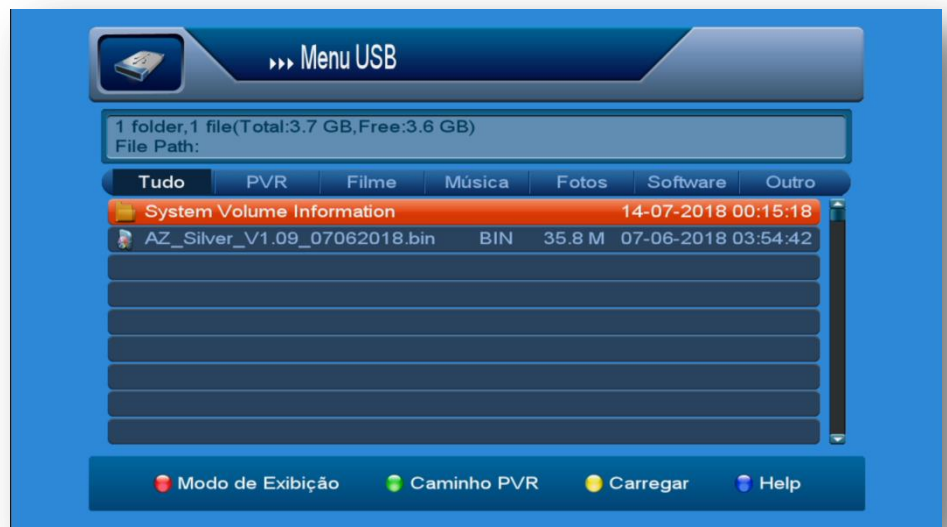 ››› Menu USB
1 folder,1 file(Total:3.7 GB,Free:3.6 GB)
File Path:
Tudo PVR Filme Música Fotos Software Outro
System Volume Information 14-07-2018 00:15:18
AZ_Silver_V1.09_07062018.bin BIN 35.8 M 07-06-2018 03:54:42
Modo de Exibição Caminho PVR Carregar Help